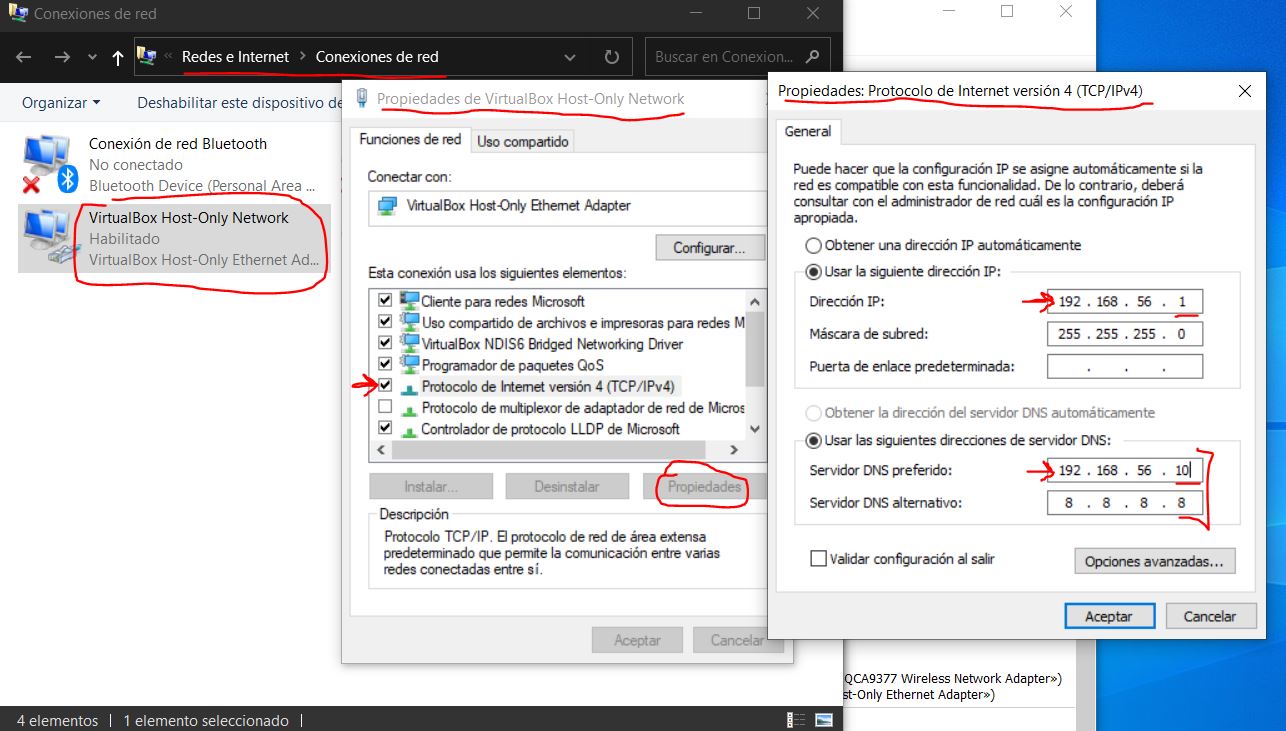 Conexiones de red
Redes e Internet > Conexiones de red
Buscar en Conexion...
Organizar
Deshabilitar este dispositivo de
Conexión de red Bluetooth
No conectado
Bluetooth Device (Personal Area ...
VirtualBox Host-Only Network
Habilitado
VirtualBox Host-Only Ethernet Ad...
4 elementos
1 elemento seleccionado
Propiedades de VirtualBox Host-Only Network
Funciones de red
Uso compartido
Conectar con:
VirtualBox Host-Only Ethernet Adapter
Configurar...
Esta conexión usa los siguientes elementos:
Cliente para redes Microsoft
Uso compartido de archivos e impresoras para redes M
VirtualBox NDIS6 Bridged Networking Driver
Programador de paquetes QoS
Protocolo de Internet versión 4 (TCP/IPv4)
Protocolo de multiplexor de adaptador de red de Micros
Controlador de protocolo LLDP de Microsoft
Instalar...
Desinstalar
Propiedades
Descripción
Protocolo TCP/IP. El protocolo de red de área extensa
predeterminado que permite la comunicación entre varias
redes conectadas entre sí.
Aceptar
Cancelar
Propiedades: Protocolo de Internet versión 4 (TCP/IPv4)
General
Puede hacer que la configuración IP se asigne automáticamente si la
red es compatible con esta funcionalidad. De lo contrario, deberá
consultar con el administrador de red cuál es la configuración IP
apropiada.
Obtener una dirección IP automáticamente
Usar la siguiente dirección IP:
Dirección IP: 192 . 168 . 56 . 1
Máscara de subred: 255 . 255 . 255 . 0
Puerta de enlace predeterminada: . . .
Obtener la dirección del servidor DNS automáticamente
Usar las siguientes direcciones de servidor DNS:
Servidor DNS preferido: 192 . 168 . 56 . 10
Servidor DNS alternativo: 8 . 8 . 8 . 8
Validar configuración al salir
Opciones avanzadas...
Aceptar
Cancelar
QCA9377 Wireless Network Adapter»)
st-Only Ethernet Adapter»)